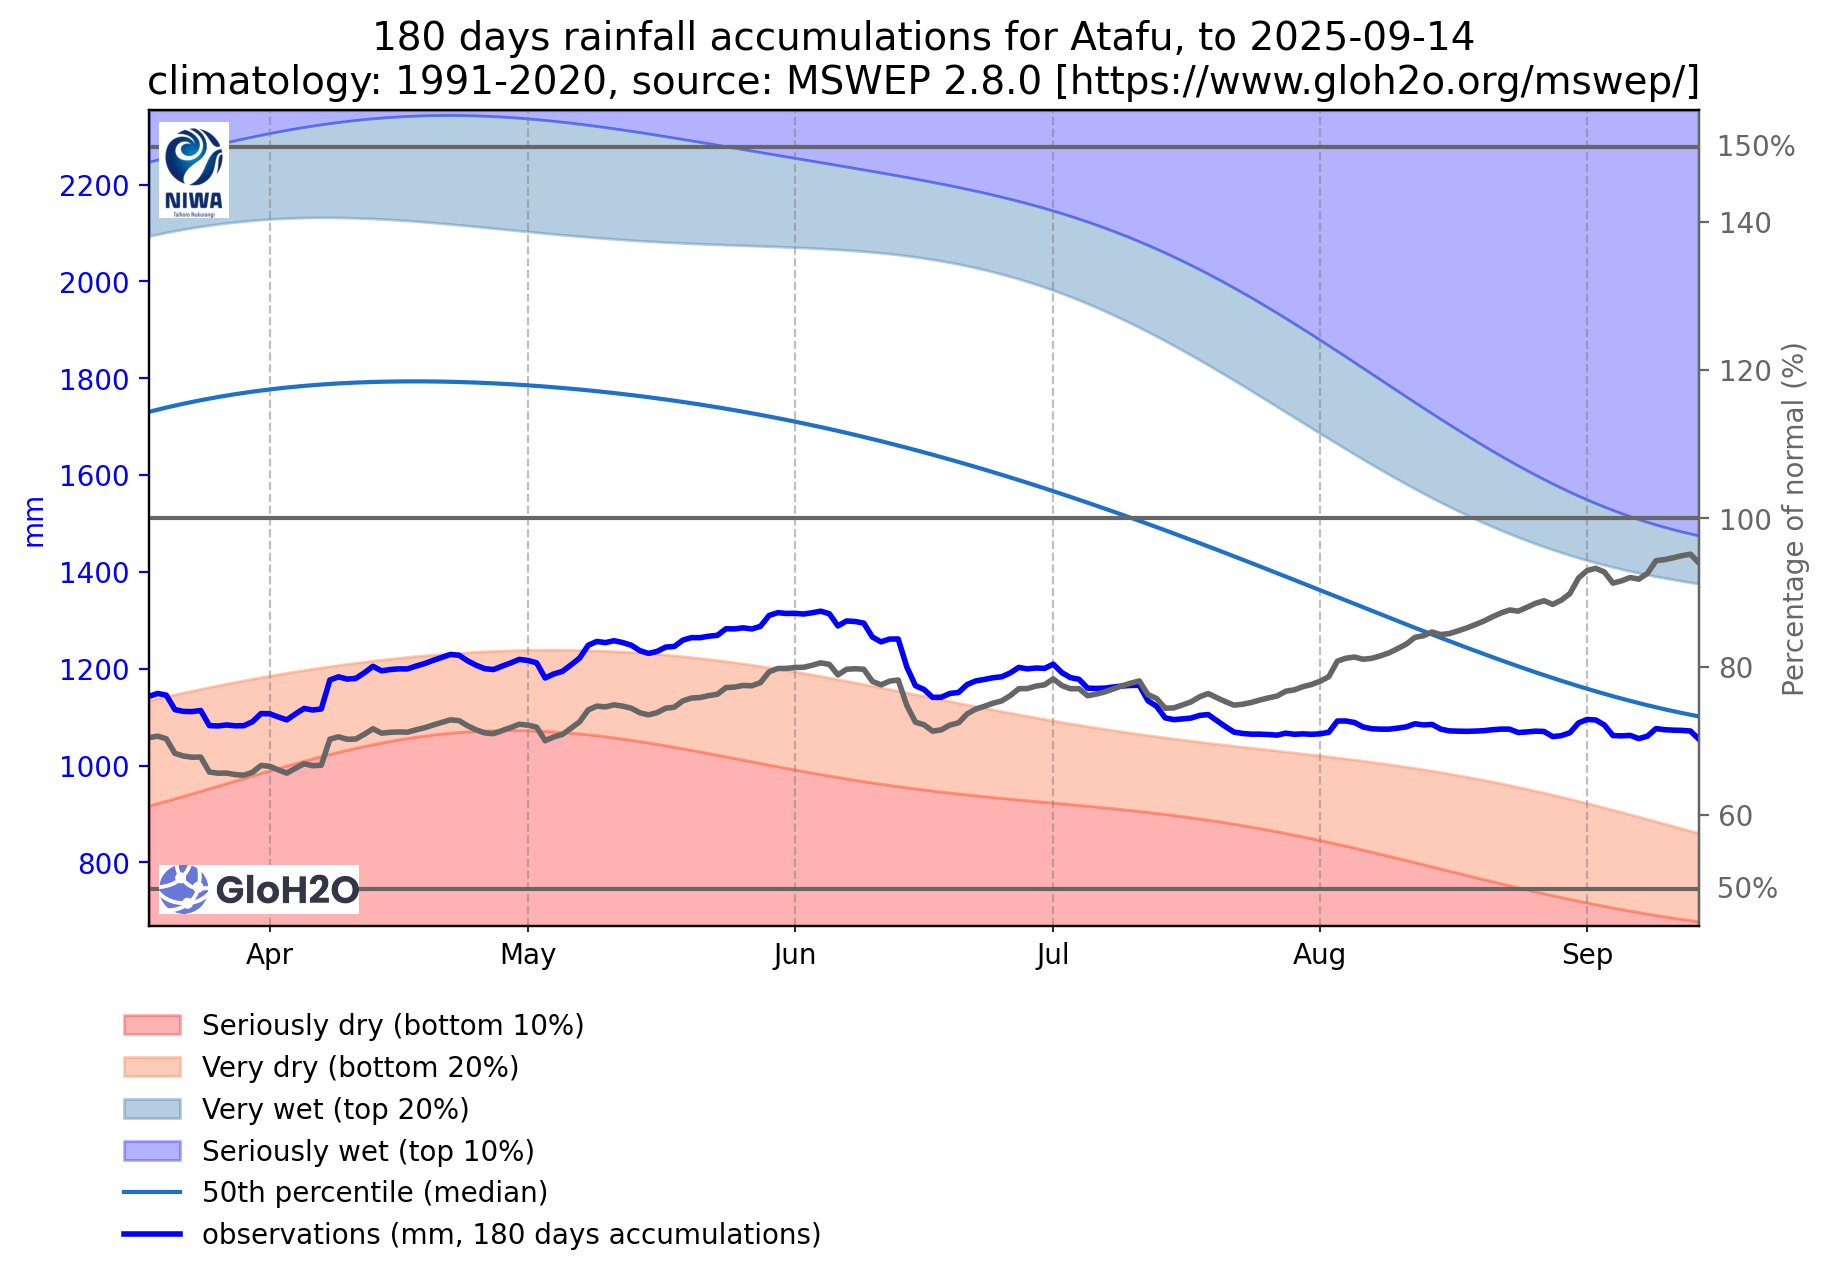 180 days rainfall accumulations for Atafu, to 2025-09-14
climatology: 1991-2020, source: MSWEP 2.8.0 [https://www.gloh2o.org/mswep/]
NIWA
Taihoro Nukurangi
2200
2000
1800
1600
1400
1200
1000
800
mm
150%
140
120
100
80
60
50%
Percentage of normal (%)
GloH2O
Apr May Jun Jul Aug Sep
Seriously dry (bottom 10%)
Very dry (bottom 20%)
Very wet (top 20%)
Seriously wet (top 10%)
50th percentile (median)
observations (mm, 180 days accumulations)